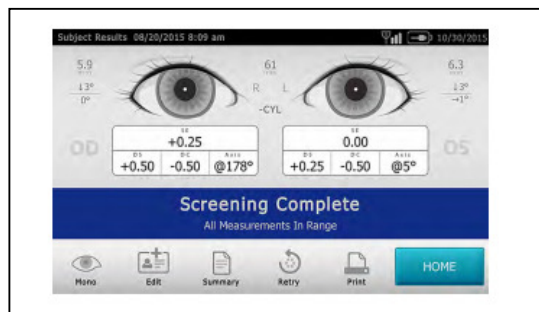 Subject Results 08/20/2015 8:09 am 10/30/2015
5.9 61 6.3
↓3° R L ↓3°
0° -CYL →1°
OD OS
SE SE
+0.25 0.00
DS DC Axis DS DC Axis
+0.50 -0.50 @178° +0.25 -0.50 @5°
Screening Complete
All Measurements In Range
Mono Edit Summary Retry Print HOME